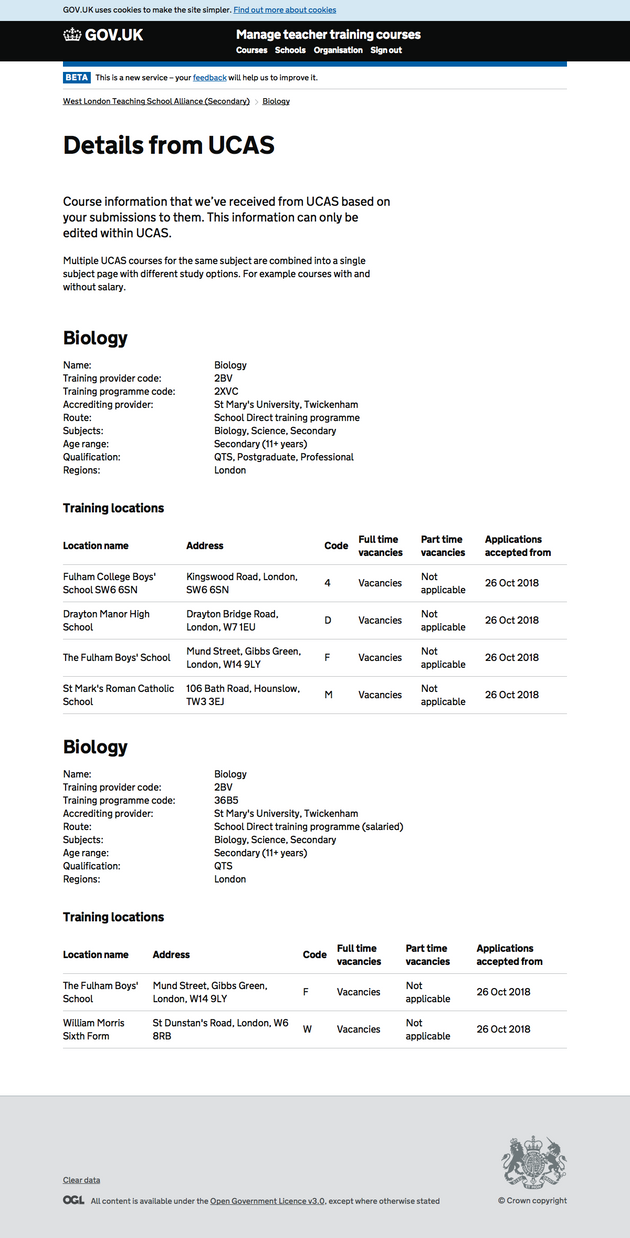 GOV.UK uses cookies to make the site simpler. Find out more about cookies
GOV.UK
Manage teacher training courses
Courses Schools Organisation Sign out
BETA This is a new service – your feedback will help us to improve it.
West London Teaching School Alliance (Secondary) > Biology
Details from UCAS
Course information that we’ve received from UCAS based on
your submissions to them. This information can only be
edited within UCAS.
Multiple UCAS courses for the same subject are combined into a single
subject page with different study options. For example courses with and
without salary.
Biology
Name: Biology
Training provider code: 2BV
Training programme code: 2XVC
Accrediting provider: St Mary's University, Twickenham
Route: School Direct training programme
Subjects: Biology, Science, Secondary
Age range: Secondary (11+ years)
Qualification: QTS, Postgraduate, Professional
Regions: London
Training locations
Location name Address Code Full time vacancies Part time vacancies Applications accepted from
Fulham College Boys' School SW6 6SN Kingswood Road, London, SW6 6SN 4 Vacancies Not applicable 26 Oct 2018
Drayton Manor High School Drayton Bridge Road, London, W7 1EU D Vacancies Not applicable 26 Oct 2018
The Fulham Boys' School Mund Street, Gibbs Green, London, W14 9LY F Vacancies Not applicable 26 Oct 2018
St Mark's Roman Catholic School 106 Bath Road, Hounslow, TW3 3EJ M Vacancies Not applicable 26 Oct 2018
Biology
Name: Biology
Training provider code: 2BV
Training programme code: 36B5
Accrediting provider: St Mary's University, Twickenham
Route: School Direct training programme (salaried)
Subjects: Biology, Science, Secondary
Age range: Secondary (11+ years)
Qualification: QTS
Regions: London
Training locations
Location name Address Code Full time vacancies Part time vacancies Applications accepted from
The Fulham Boys' School Mund Street, Gibbs Green, London, W14 9LY F Vacancies Not applicable 26 Oct 2018
William Morris Sixth Form St Dunstan's Road, London, W6 8RB W Vacancies Not applicable 26 Oct 2018
Clear data
OGL All content is available under the Open Government Licence v3.0, except where otherwise stated
© Crown copyright